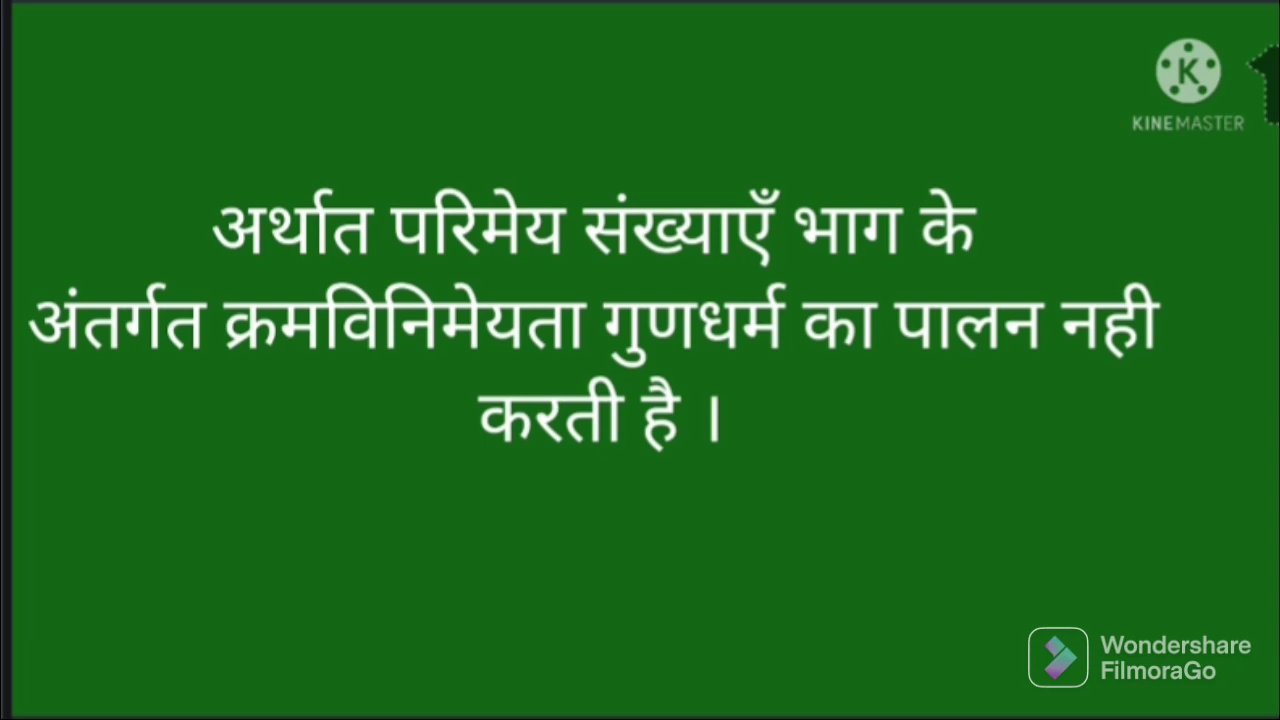 KINEMASTER
अर्थात परिमेय संख्याएँ भाग के
अंतर्गत क्रमविनिमेयता गुणधर्म का पालन नही
करती है ।
Wondershare
FilmoraGo